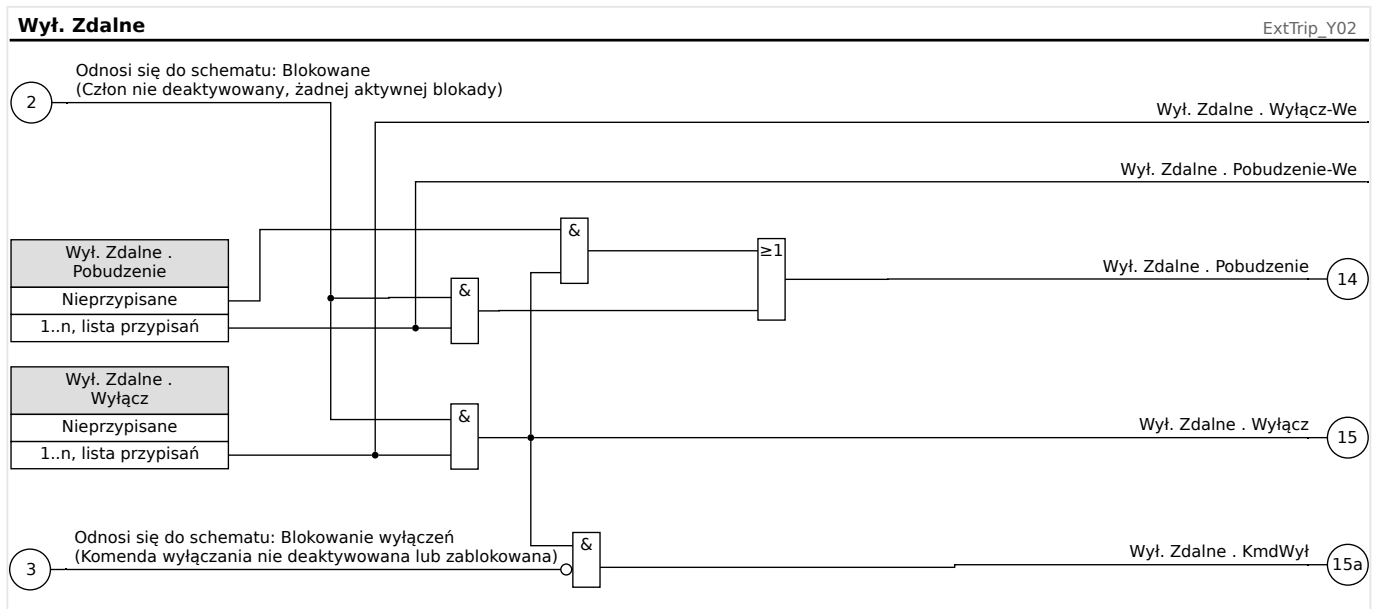 Wył. Zdalne
ExtTrip_Y02
Odnosi się do schematu: Blokowane
(Człon nie deaktywowany, żadnej aktywnej blokady)
2
Wył. Zdalne . Wyłącz-We
Wył. Zdalne . Pobudzenie-We
&
Wył. Zdalne .
Pobudzenie
≥1
Wył. Zdalne . Pobudzenie
14
Nieprzypisane
&
1..n, lista przypisań
Wył. Zdalne .
Wyłącz
Nieprzypisane
&
Wył. Zdalne . Wyłącz
15
1..n, lista przypisań
Odnosi się do schematu: Blokowanie wyłączeń
(Komenda wyłączania nie deaktywowana lub zablokowana)
3
&
Wył. Zdalne . KmdWył
15a